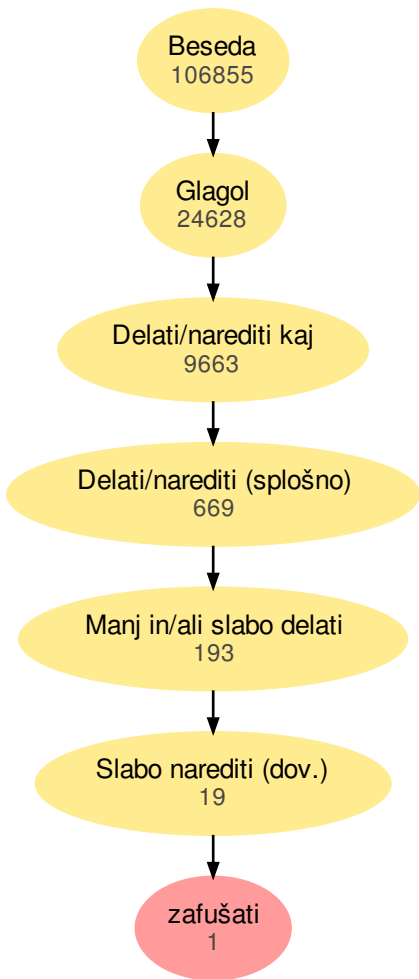 Beseda
106855
Glagol
24628
Delati/narediti kaj
9663
Delati/narediti (splošno)
669
Manj in/ali slabo delati
193
Slabo narediti (dov.)
19
zafušati
1